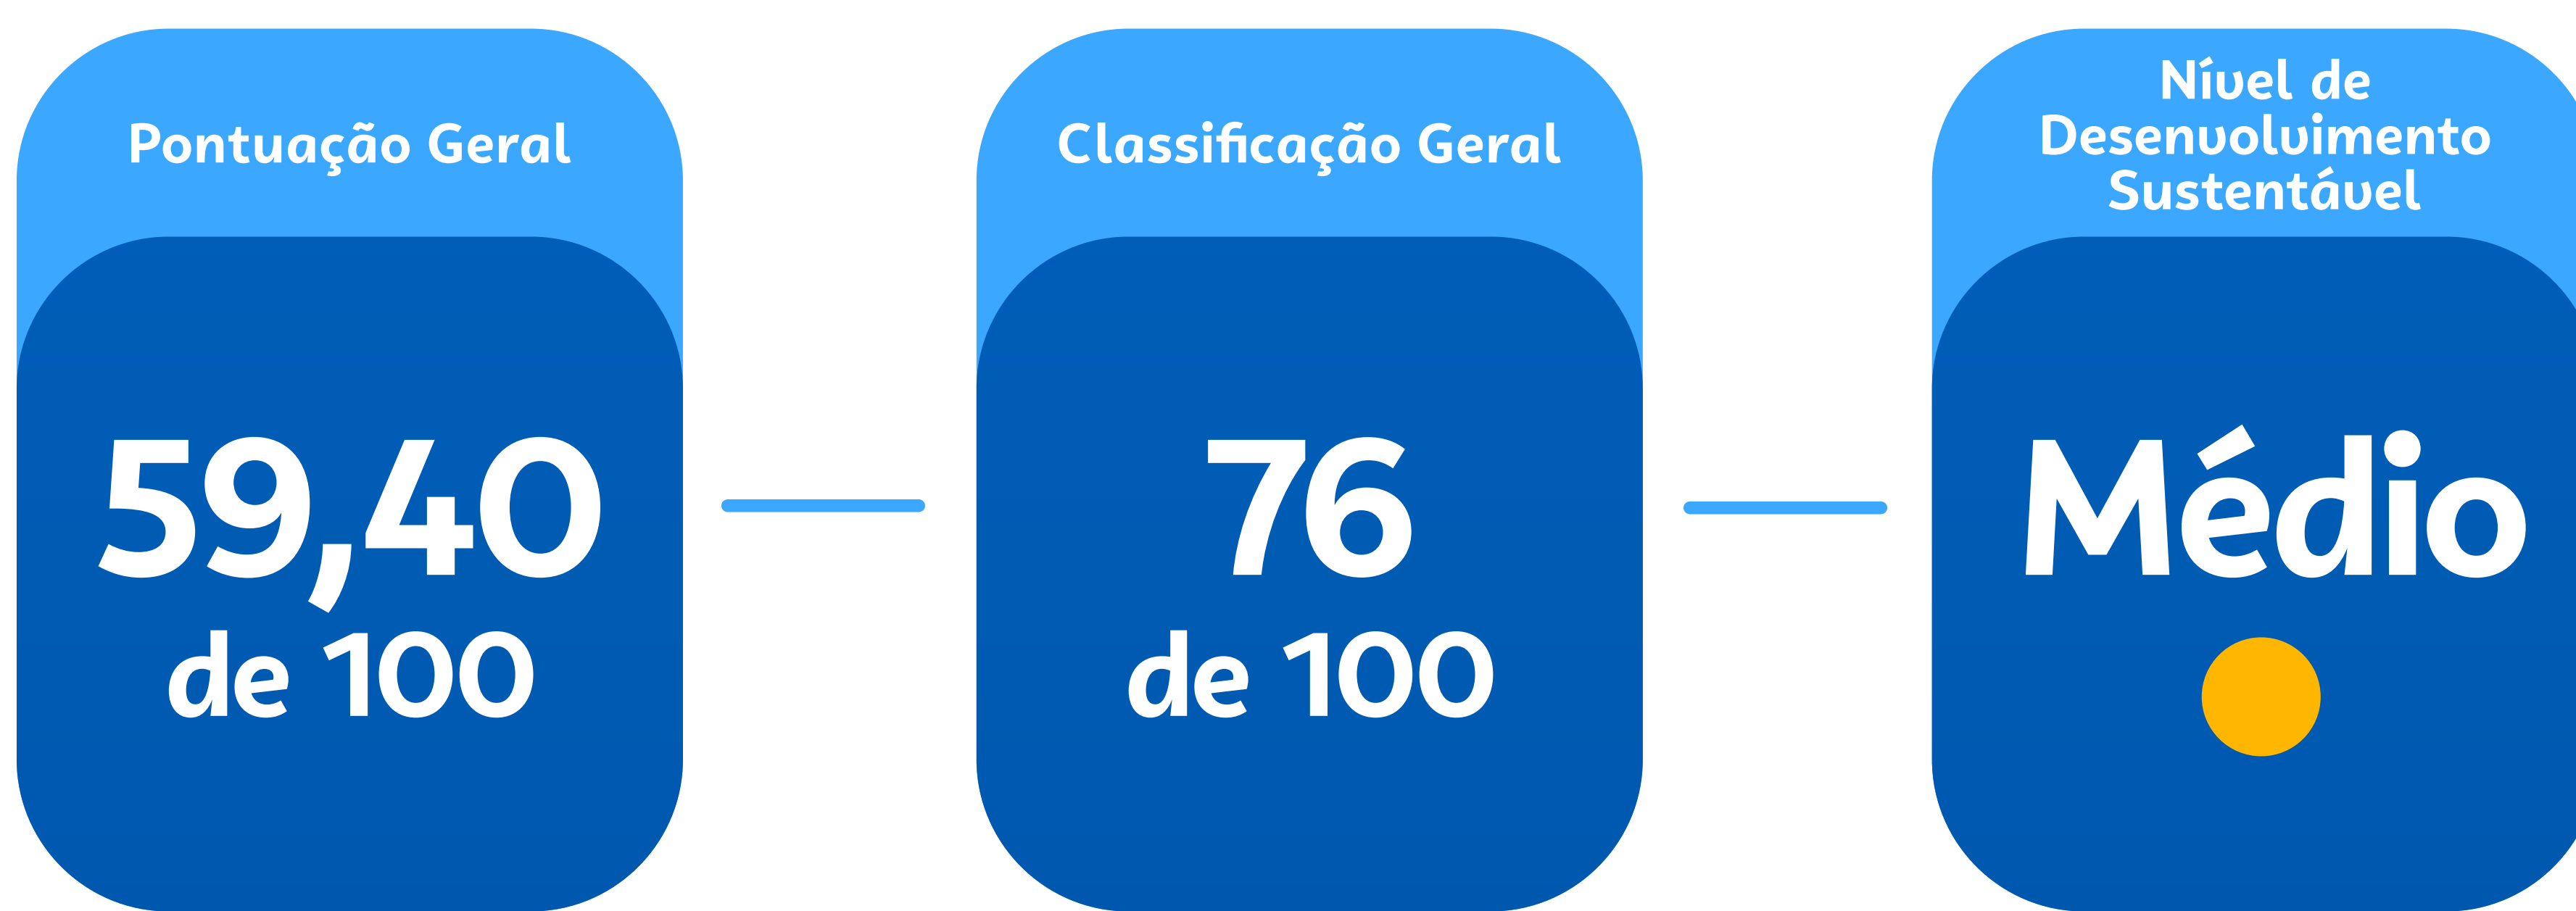 Pontuação Geral
59,40
de 100
Classificação Geral
76
de 100
Nível de
Desenvolvimento
Sustentável
Médio